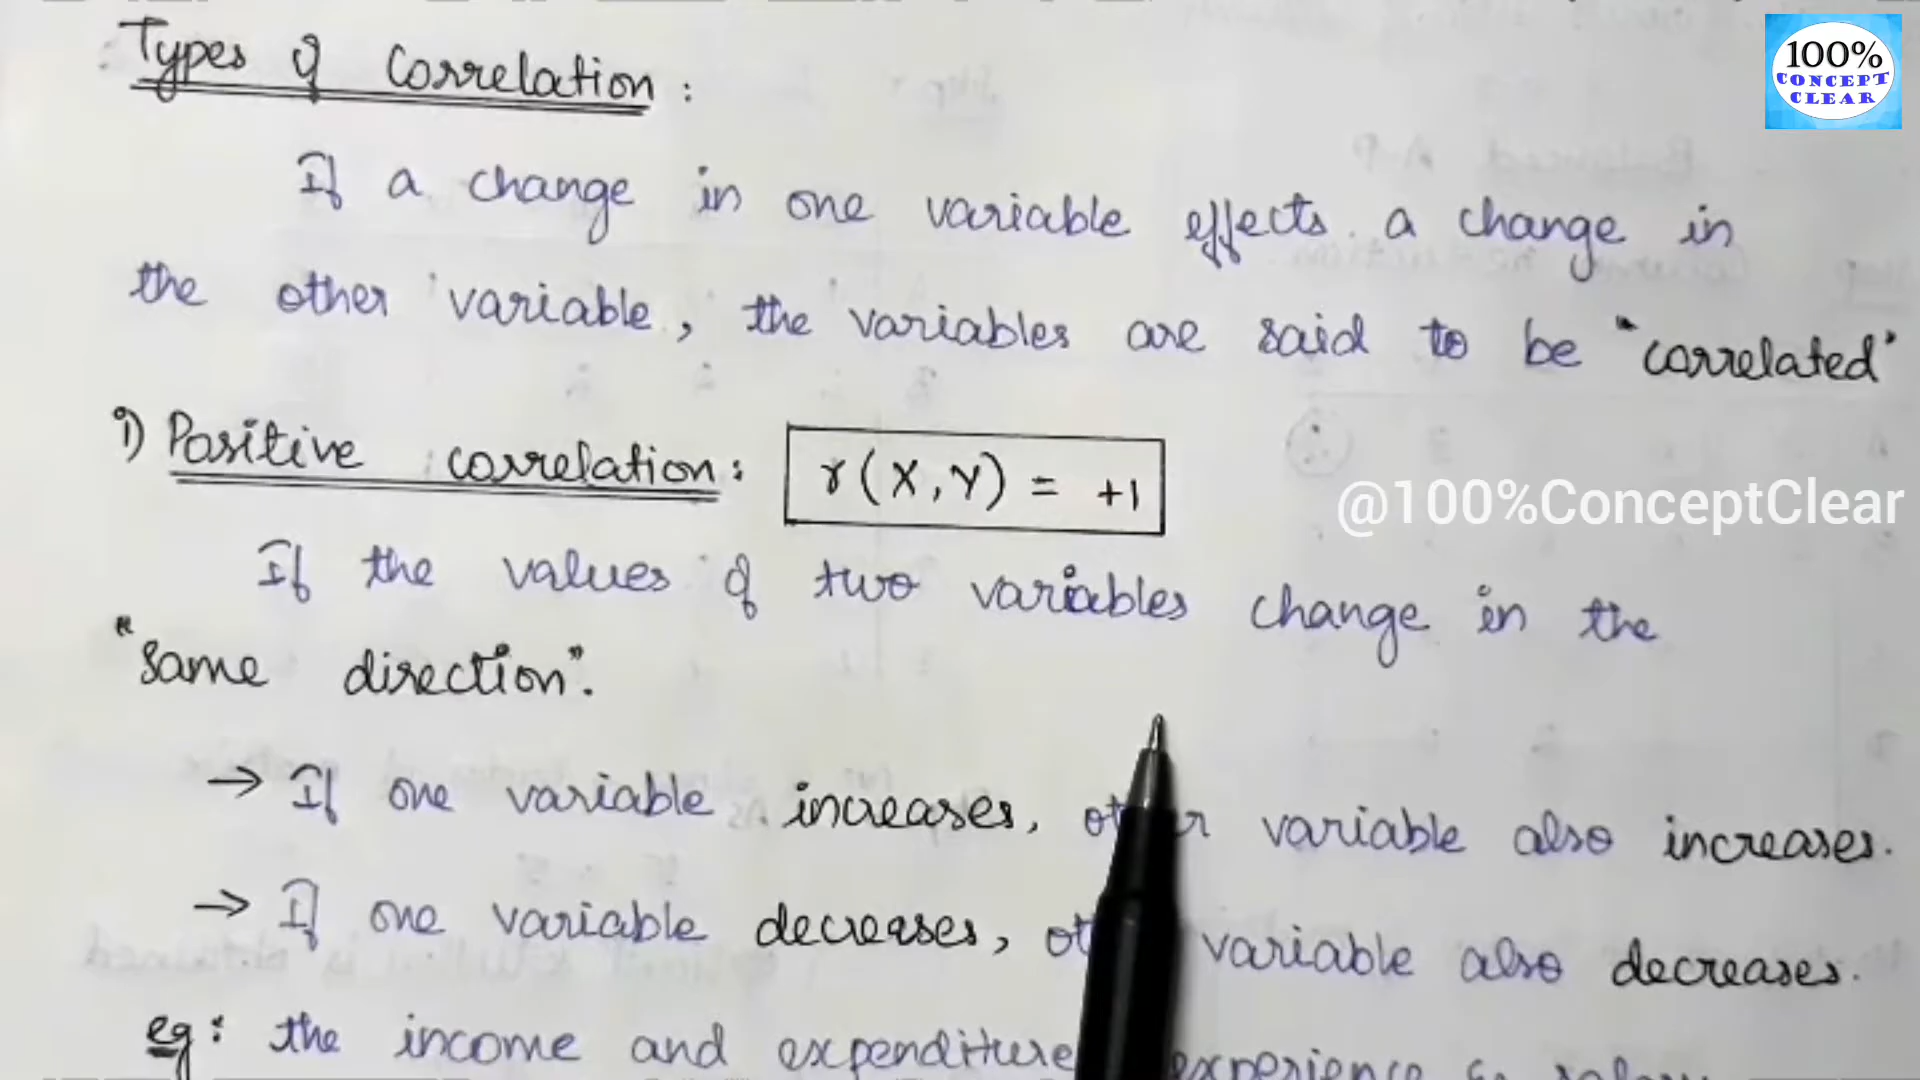 Types of Correlation :
100%
CONCEPT
CLEAR
If a change in one variable effects a change in
the other variable, the variables are said to be "correlated"
i) Positive correlation : r(X,Y) = +1
@100%ConceptClear
If the values of two variables change in the
"same direction".
→ If one variable increases, other variable also increases.
→ If one variable decreases, variable also decreases.
eg: the income and expenditure experience & salary